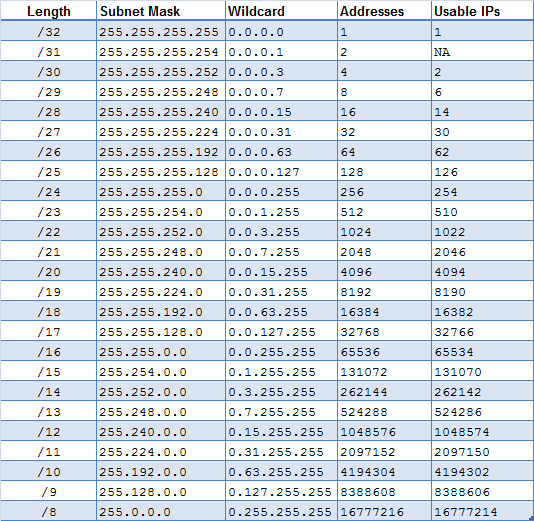 Length Subnet Mask Wildcard Addresses Usable IPs
/32 255.255.255.255 0.0.0.0 1 1
/31 255.255.255.254 0.0.0.1 2 NA
/30 255.255.255.252 0.0.0.3 4 2
/29 255.255.255.248 0.0.0.7 8 6
/28 255.255.255.240 0.0.0.15 16 14
/27 255.255.255.224 0.0.0.31 32 30
/26 255.255.255.192 0.0.0.63 64 62
/25 255.255.255.128 0.0.0.127 128 126
/24 255.255.255.0 0.0.0.255 256 254
/23 255.255.254.0 0.0.1.255 512 510
/22 255.255.252.0 0.0.3.255 1024 1022
/21 255.255.248.0 0.0.7.255 2048 2046
/20 255.255.240.0 0.0.15.255 4096 4094
/19 255.255.224.0 0.0.31.255 8192 8190
/18 255.255.192.0 0.0.63.255 16384 16382
/17 255.255.128.0 0.0.127.255 32768 32766
/16 255.255.0.0 0.0.255.255 65536 65534
/15 255.254.0.0 0.1.255.255 131072 131070
/14 255.252.0.0 0.3.255.255 262144 262142
/13 255.248.0.0 0.7.255.255 524288 524286
/12 255.240.0.0 0.15.255.255 1048576 1048574
/11 255.224.0.0 0.31.255.255 2097152 2097150
/10 255.192.0.0 0.63.255.255 4194304 4194302
/9 255.128.0.0 0.127.255.255 8388608 8388606
/8 255.0.0.0 0.255.255.255 16777216 16777214